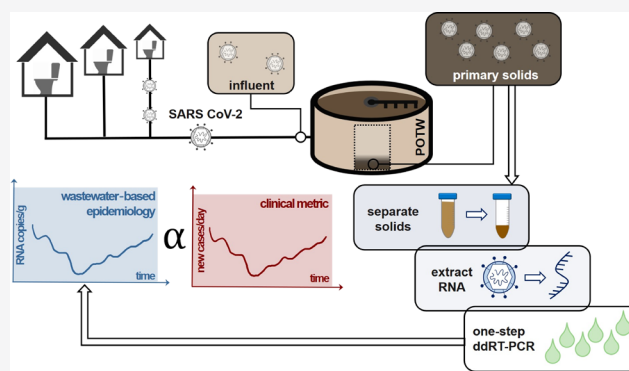 influent
primary solids
SARS CoV-2
POTW
wastewater-based
epidemiology
RNA copies/g
time
α
clinical metric
new cases/day
time
separate
solids
extract
RNA
one-step
ddRT-PCR